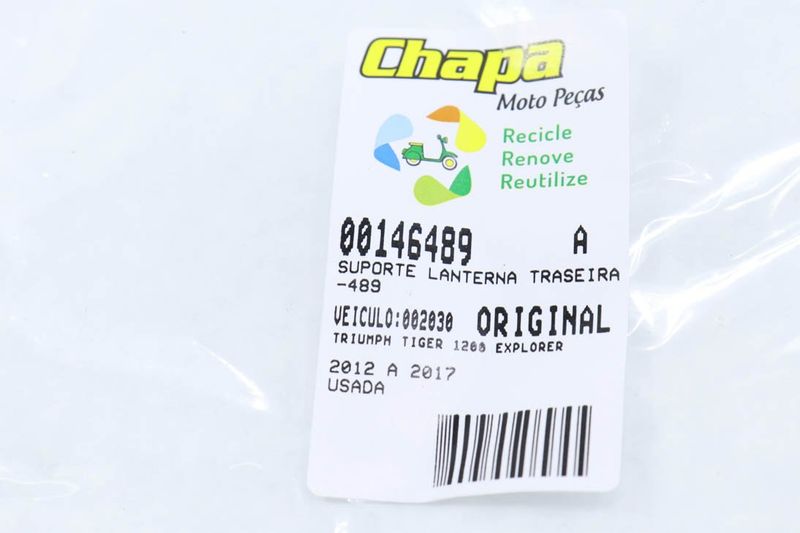 Chapa
Moto Peças
Recicle
Renove
Reutilize
00146489 A
SUPORTE LANTERNA TRASEIRA
-489
VEICULO:002030 ORIGINAL
TRIUMPH TIGER 1200 EXPLORER
2012 A 2017
USADA